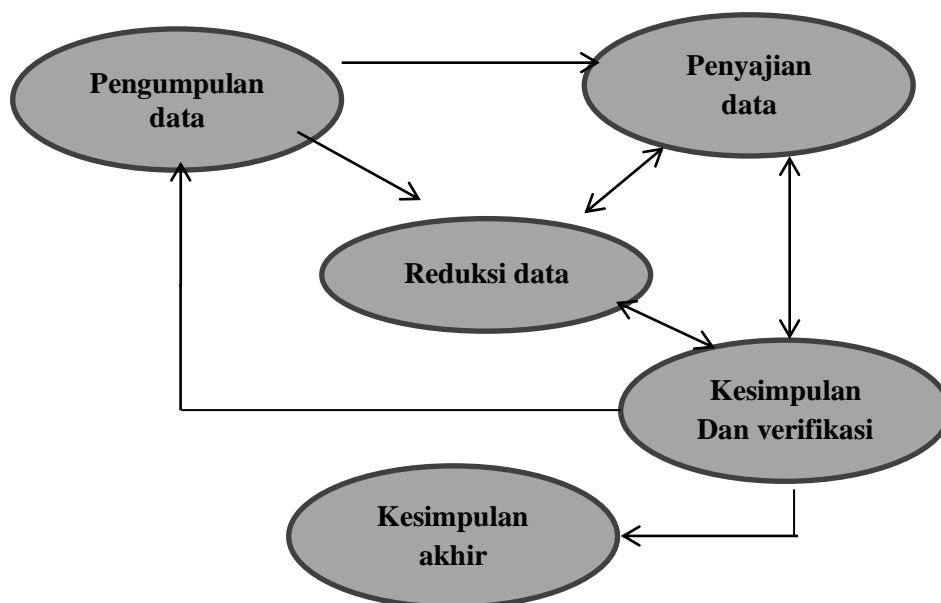 Pengumpulan
data
Penyajian
data
Reduksi data
Kesimpulan
Dan verifikasi
Kesimpulan
akhir